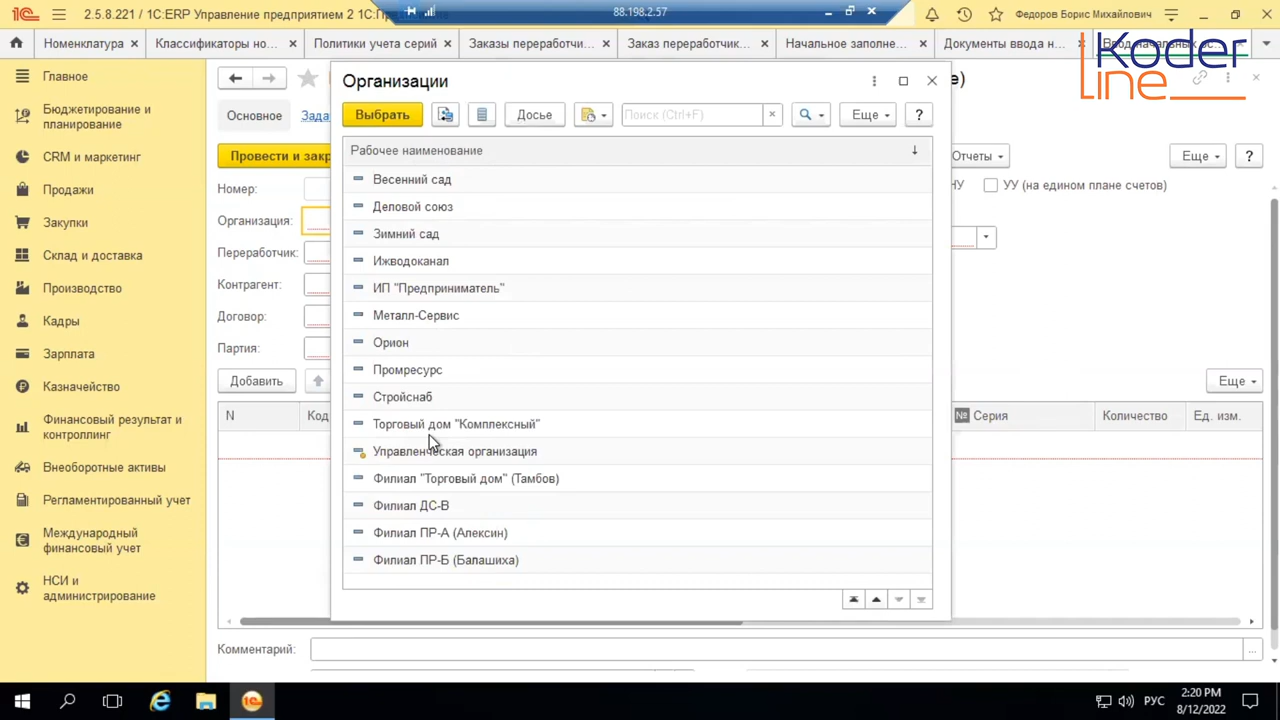 2.5.8.221 / 1С:ERP Управление предприятием 2 1С:П
88.198.2.57
Федоров Борис Михайлович
Номенклатура ×
Классификаторы но... ×
Политики учета серий ×
Заказы переработчи... ×
Заказ переработчик... ×
Начальное заполне... ×
Документы ввода н...
Ввод начальных ос...
Koder
line
Главное
Бюджетирование и
планирование
CRM и маркетинг
Продажи
Закупки
Склад и доставка
Производство
Кадры
Зарплата
Казначейство
Финансовый результат и
контроллинг
Внеоборотные активы
Регламентированный учет
Международный
финансовый учет
НСИ и
администрирование
Основное
Зада
Провести и закр
Отчеты
Еще
?
Номер:
НУ
УУ (на едином плане счетов)
Организация:
Переработчик:
Контрагент:
Договор:
Партия:
Добавить
Еще
N
Код
Серия
Количество
Ед. изм.
Комментарий:
Организации
Выбрать
Досье
Поиск (Ctrl+F)
Еще
?
Рабочее наименование
Весенний сад
Деловой союз
Зимний сад
Ижводоканал
ИП "Предприниматель"
Металл-Сервис
Орион
Промресурс
Стройснаб
Торговый дом "Комплексный"
Управленческая организация
Филиал "Торговый дом" (Тамбов)
Филиал ДС-В
Филиал ПР-А (Алексин)
Филиал ПР-Б (Балашиха)
РУС
2:20 PM
8/12/2022